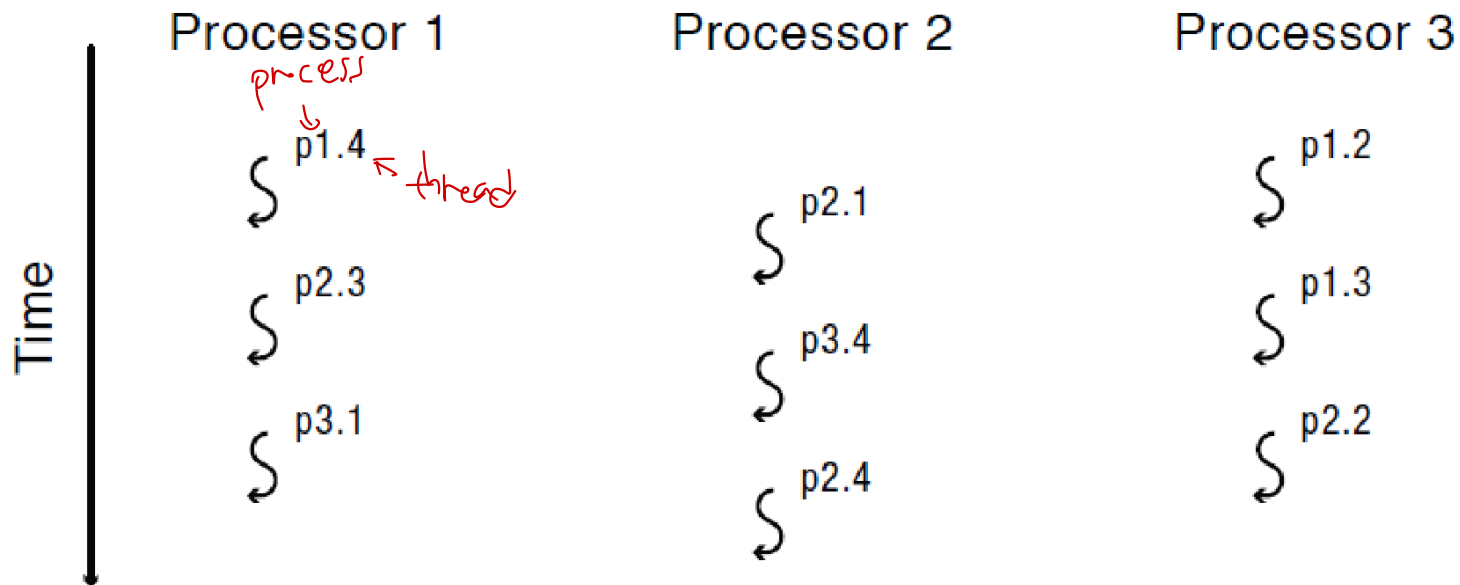 Processor 1 Processor 2 Processor 3
process
p1.4 p1.2
thread
p2.1
Time
p2.3 p1.3
p3.4
p3.1 p2.2
p2.4